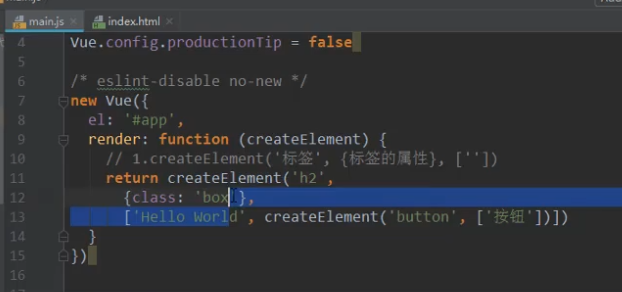 main.js × index.html ×
4 Vue.config.productionTip = false
5
6 /* eslint-disable no-new */
7 new Vue({
8 el: '#app',
9 render: function (createElement) {
10 // 1.createElement('标签', {标签的属性}, [''])
11 return createElement('h2',
12 {class: 'box'},
13 ['Hello World', createElement('button', ['按钮'])])
14 }
15 })
16